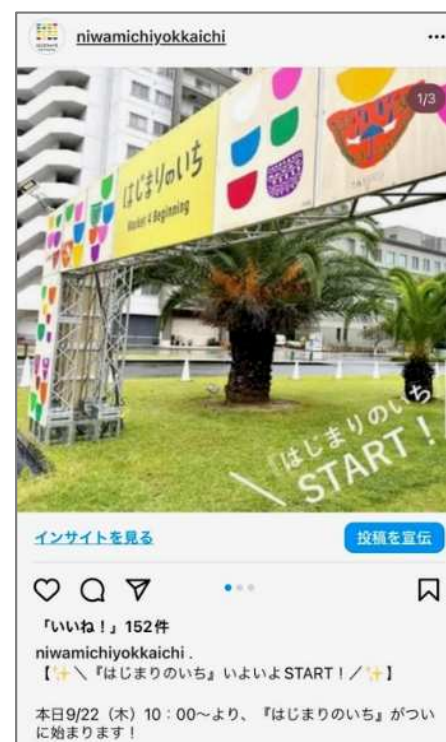 niwamichiyokkaichi
1/3
はじまりのいち
Market 4 Beginning
『はじまりのいち
START！
インサイトを見る
投稿を宣伝
「いいね！」152件
niwamichiyokkaichi .
【✨＼『はじまりのいち』いよいよSTART！／✨】
本日9/22（木）10：00〜より、『はじまりのいち』がつい
に始まります！